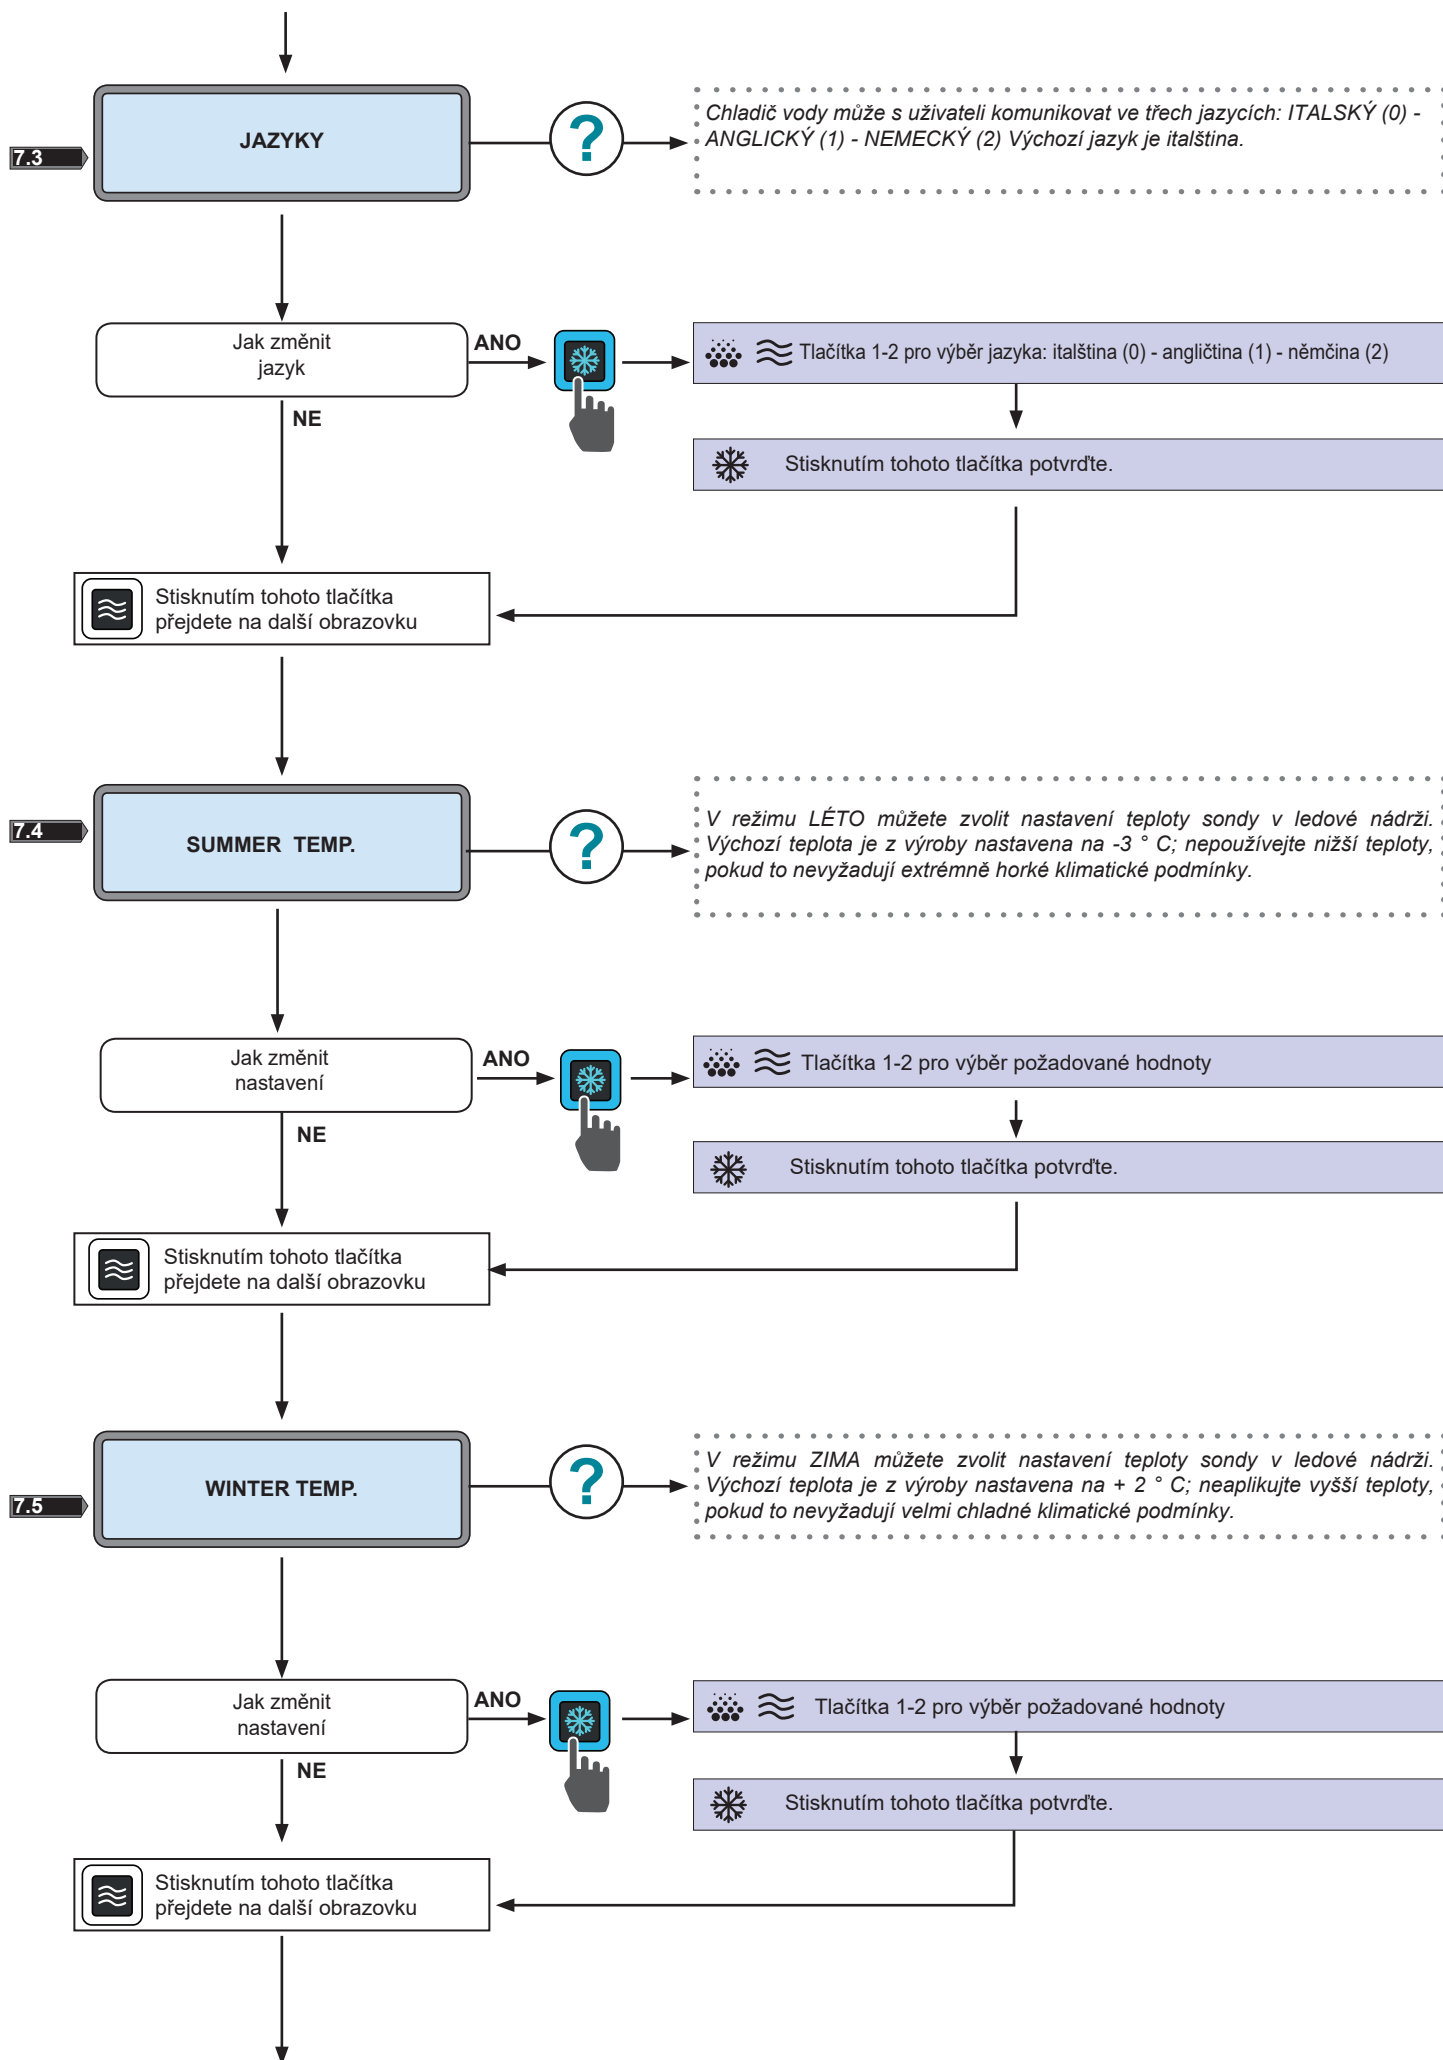 JAZYKY
7.3
?
Chladič vody může s uživateli komunikovat ve třech jazycích: ITALSKÝ (0) -
ANGLICKÝ (1) - NEMECKÝ (2) Výchozí jazyk je italština.
Jak změnit
jazyk
ANO
NE
Tlačítka 1-2 pro výběr jazyka: italština (0) - angličtina (1) - němčina (2)
Stisknutím tohoto tlačítka potvrďte.
Stisknutím tohoto tlačítka
přejdete na další obrazovku
7.4
SUMMER TEMP.
?
V režimu LÉTO můžete zvolit nastavení teploty sondy v ledové nádrži.
Výchozí teplota je z výroby nastavena na -3 ° C; nepoužívejte nižší teploty,
pokud to nevyžadují extrémně horké klimatické podmínky.
Jak změnit
nastavení
ANO
NE
Tlačítka 1-2 pro výběr požadované hodnoty
Stisknutím tohoto tlačítka potvrďte.
Stisknutím tohoto tlačítka
přejdete na další obrazovku
WINTER TEMP.
7.5
?
V režimu ZIMA můžete zvolit nastavení teploty sondy v ledové nádrži.
Výchozí teplota je z výroby nastavena na + 2 ° C; neaplikujte vyšší teploty,
pokud to nevyžadují velmi chladné klimatické podmínky.
Jak změnit
nastavení
ANO
NE
Tlačítka 1-2 pro výběr požadované hodnoty
Stisknutím tohoto tlačítka potvrďte.
Stisknutím tohoto tlačítka
přejdete na další obrazovku